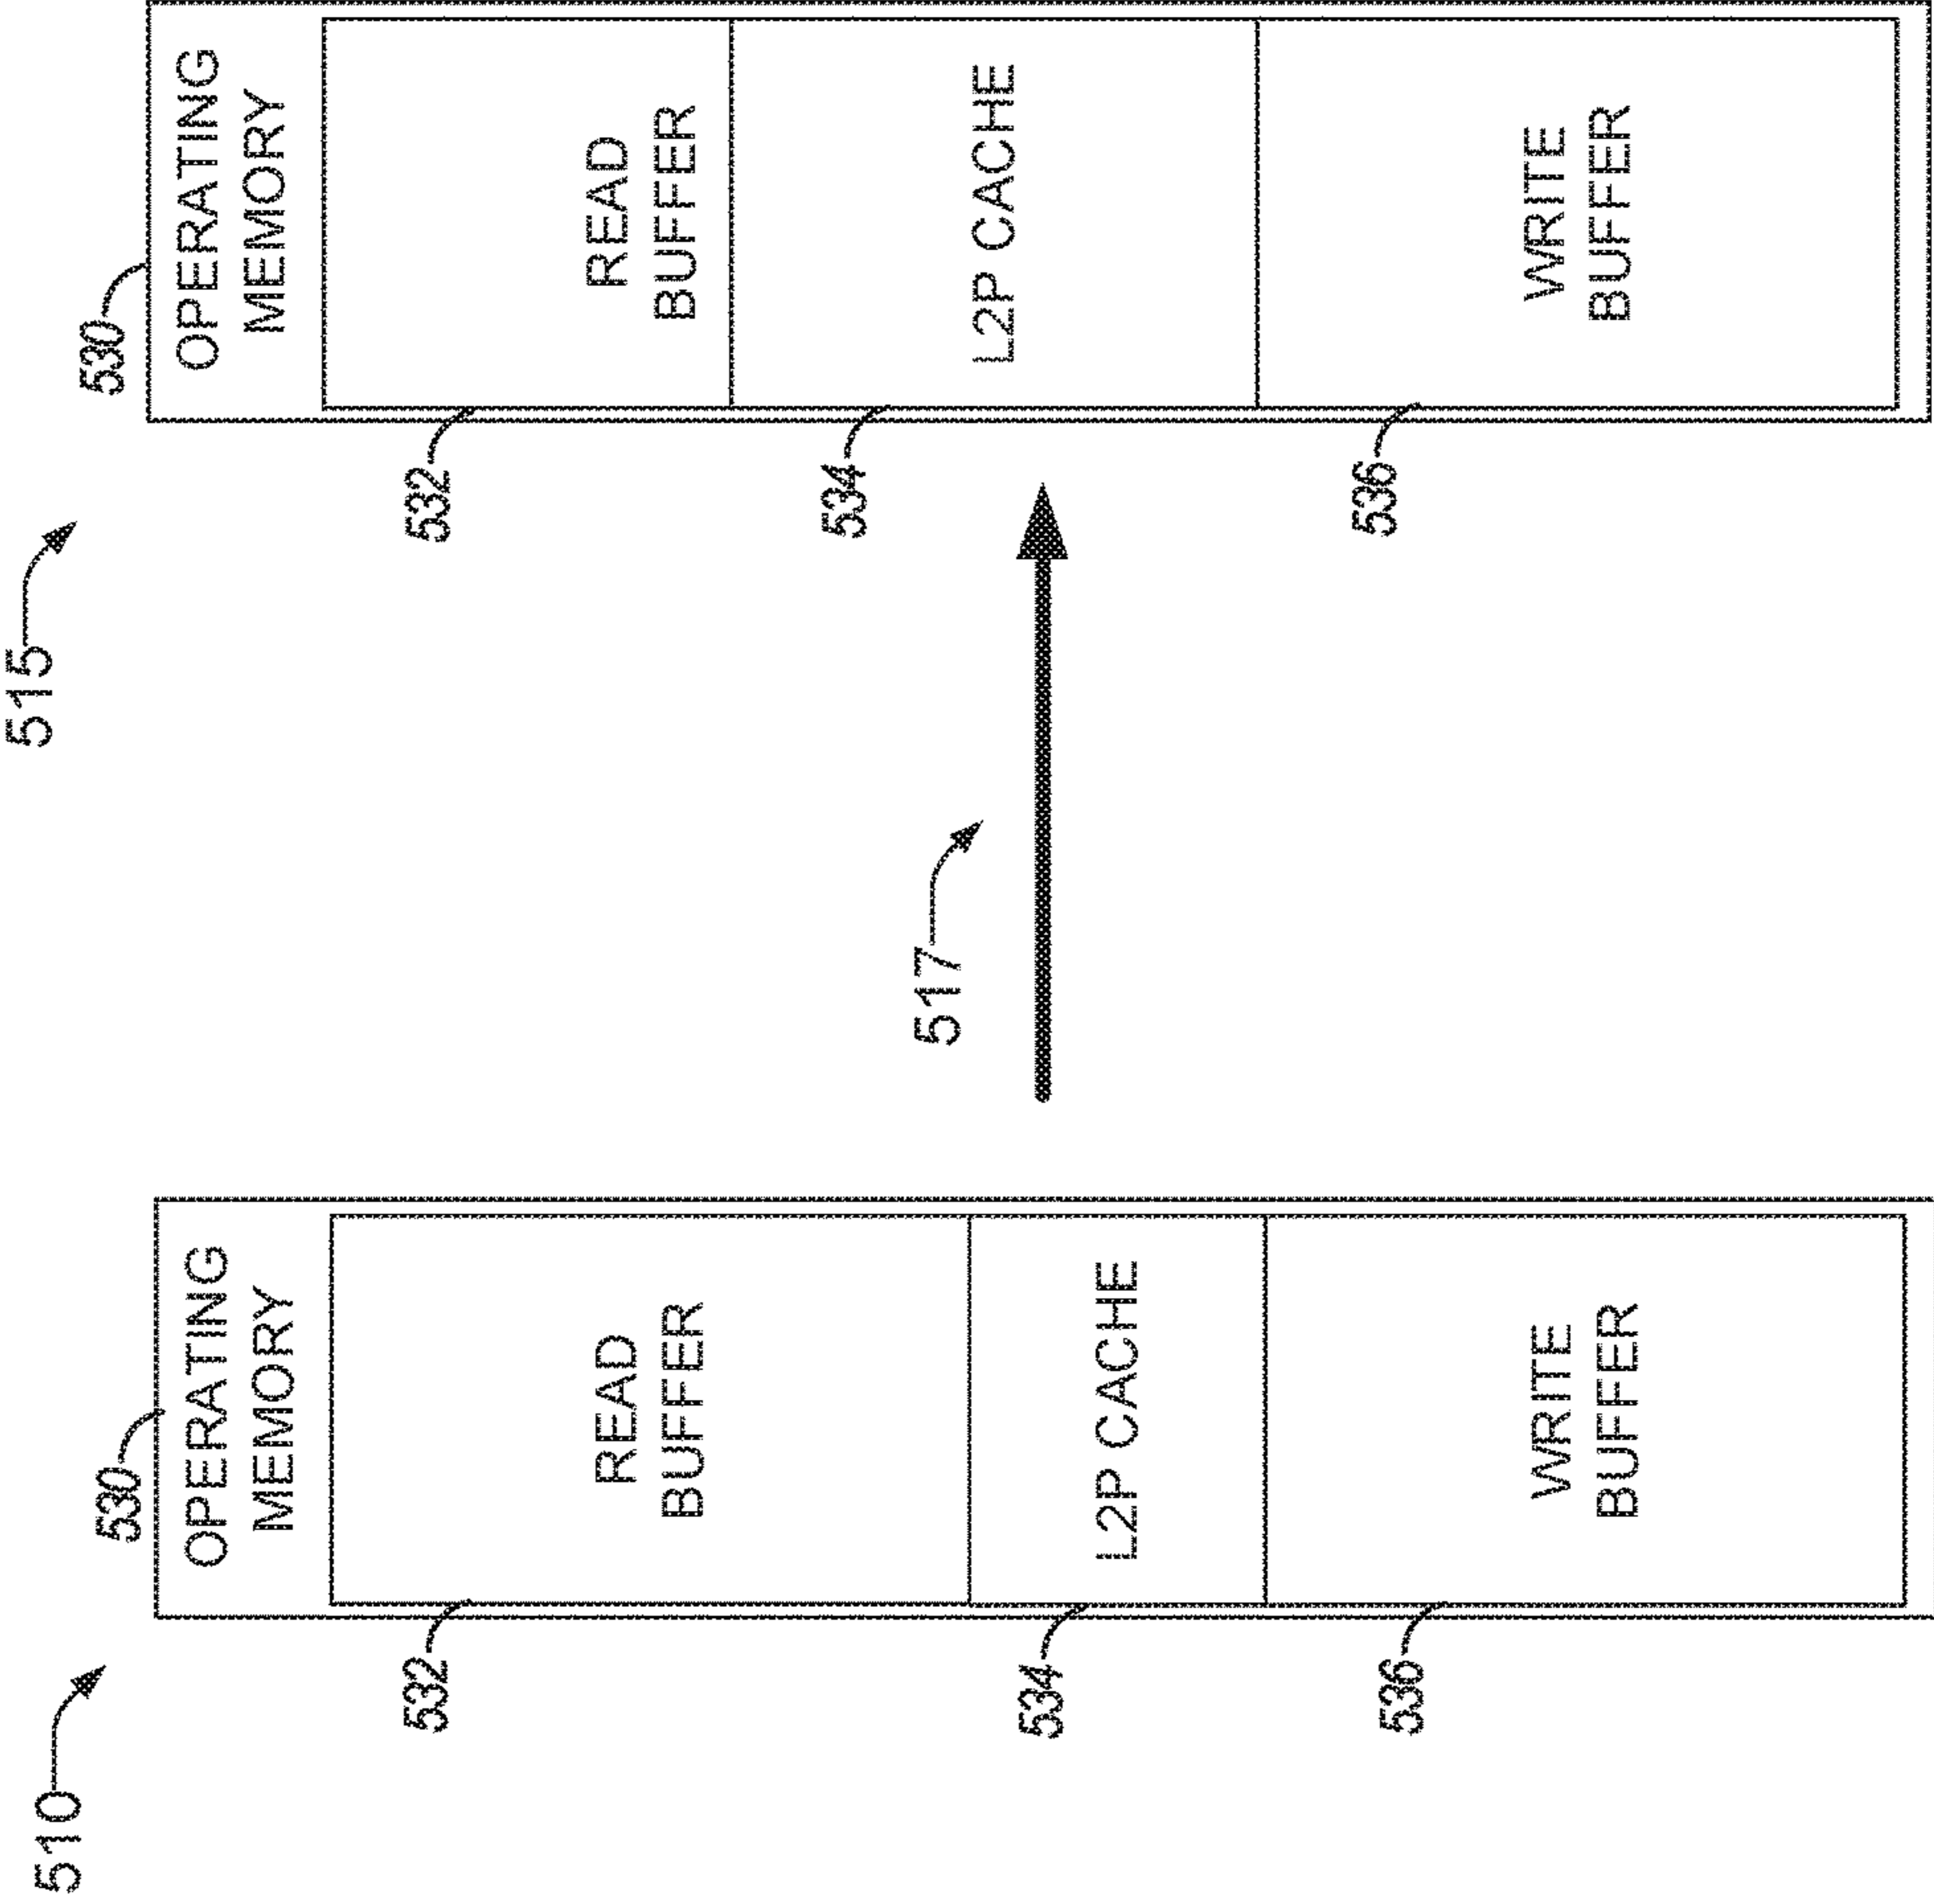 510
530
OPERATING
MEMORY
532
READ
BUFFER
534
L2P CACHE
536
WRITE
BUFFER
517
515
530
OPERATING
MEMORY
532
READ
BUFFER
534
L2P CACHE
536
WRITE
BUFFER